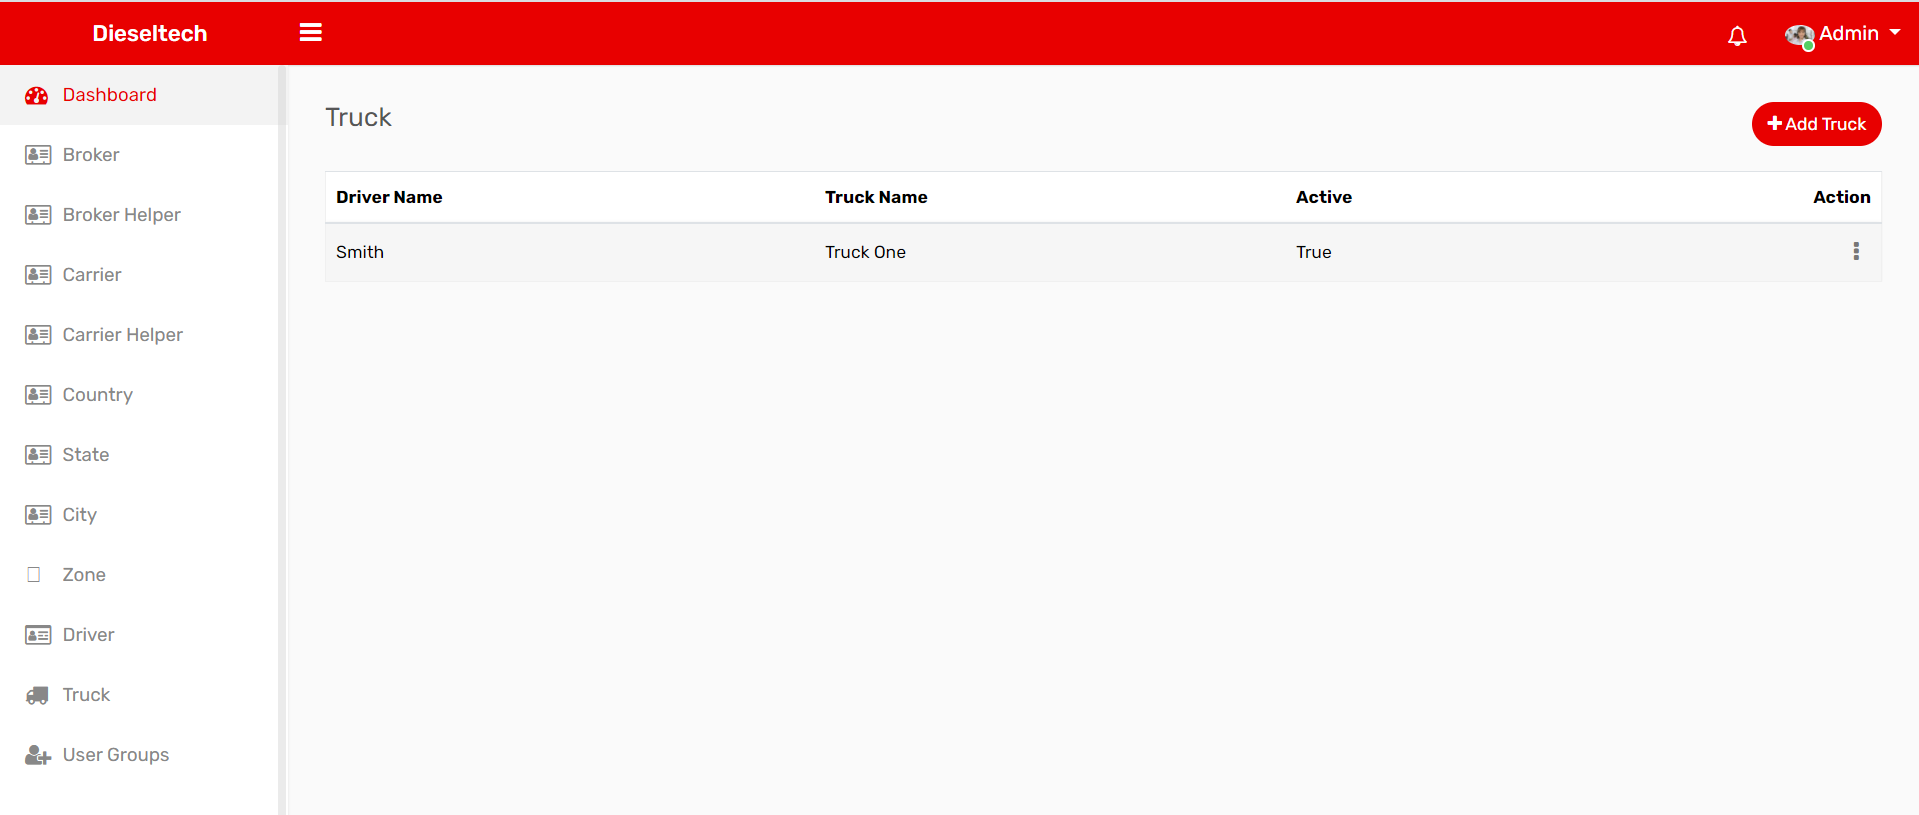 Dieseltech
Admin
Dashboard
Broker
Broker Helper
Carrier
Carrier Helper
Country
State
City
Zone
Driver
Truck
User Groups
Truck
Add Truck
Driver Name Truck Name Active Action
Smith Truck One True